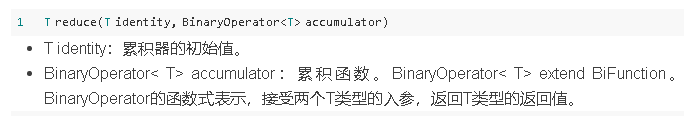 1 T reduce(T identity, BinaryOperator<T> accumulator)
• T identity：累积器的初始值。
• BinaryOperator< T> accumulator：累积函数。BinaryOperator< T> extend BiFunction。
BinaryOperator的函数式表示，接受两个T类型的入参，返回T类型的返回值。